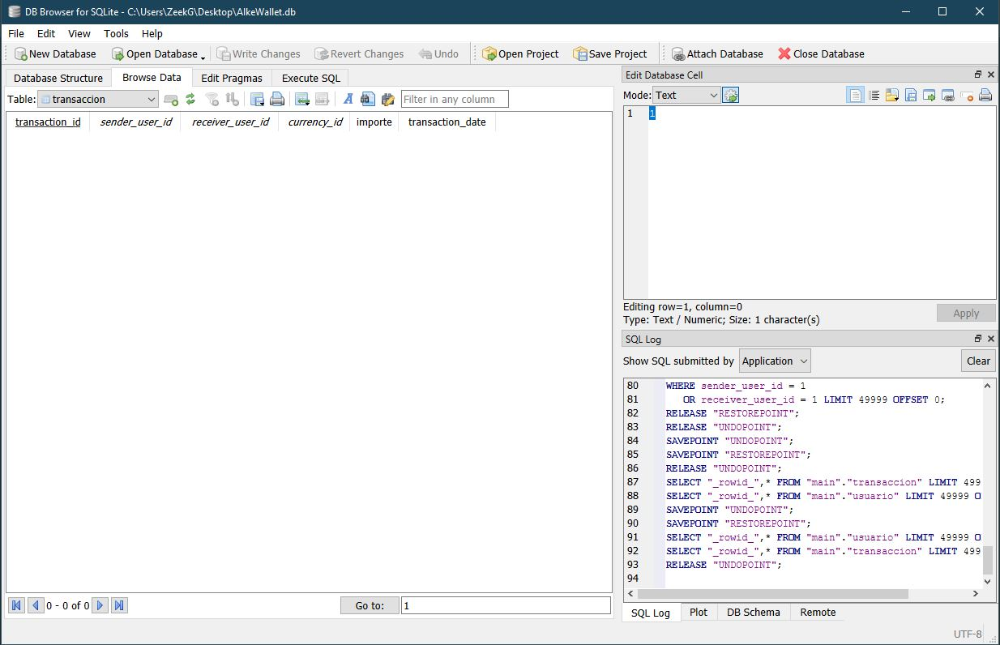 DB Browser for SQLite - C:\Users\ZeekG\Desktop\AlkeWallet.db
File Edit View Tools Help
New Database Open Database Write Changes Revert Changes Undo Open Project Save Project Attach Database Close Database
Database Structure Browse Data Edit Pragmas Execute SQL
Table: transaccion Filter in any column
transaction_id sender_user_id receiver_user_id currency_id importe transaction_date
0 - 0 of 0 Go to: 1
Edit Database Cell
Mode: Text
1 1
Editing row=1, column=0
Type: Text / Numeric; Size: 1 character(s)
Apply
SQL Log
Show SQL submitted by Application Clear
80 WHERE sender_user_id = 1
81 OR receiver_user_id = 1 LIMIT 49999 OFFSET 0;
82 RELEASE "RESTOREPOINT";
83 RELEASE "UNDOPOINT";
84 SAVEPOINT "UNDOPOINT";
85 SAVEPOINT "RESTOREPOINT";
86 RELEASE "UNDOPOINT";
87 SELECT "_rowid_",* FROM "main"."transaccion" LIMIT 499
88 SELECT "_rowid_",* FROM "main"."usuario" LIMIT 49999 O
89 SAVEPOINT "UNDOPOINT";
90 SAVEPOINT "RESTOREPOINT";
91 SELECT "_rowid_",* FROM "main"."usuario" LIMIT 49999 O
92 SELECT "_rowid_",* FROM "main"."transaccion" LIMIT 499
93 RELEASE "UNDOPOINT";
94
SQL Log Plot DB Schema Remote
UTF-8